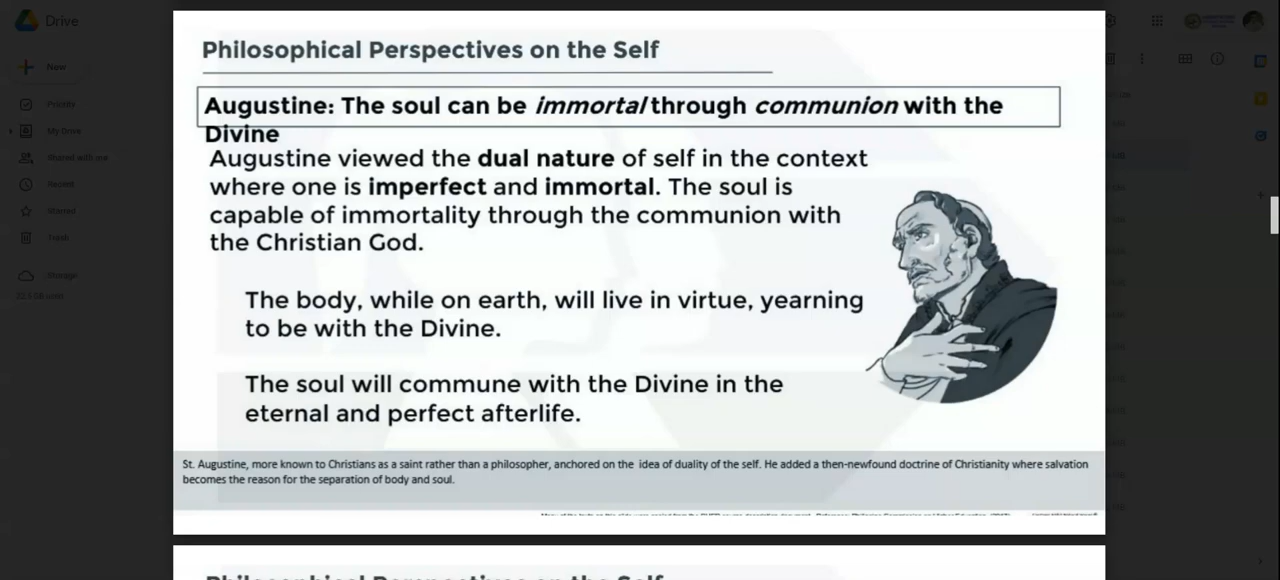 Drive
New
Private
My Drive
Shared with me
Recent
Starred
Trash
Storage
Philosophical Perspectives on the Self
Augustine: The soul can be immortal through communion with the
Divine
Augustine viewed the dual nature of self in the context
where one is imperfect and immortal. The soul is
capable of immortality through the communion with
the Christian God.
The body, while on earth, will live in virtue, yearning
to be with the Divine.
The soul will commune with the Divine in the
eternal and perfect afterlife.
St. Augustine, more known to Christians as a saint rather than a philosopher, anchored on the idea of duality of the self. He added a then-newfound doctrine of Christianity where salvation
becomes the reason for the separation of body and soul.
Philosophical Perspectives on the Self